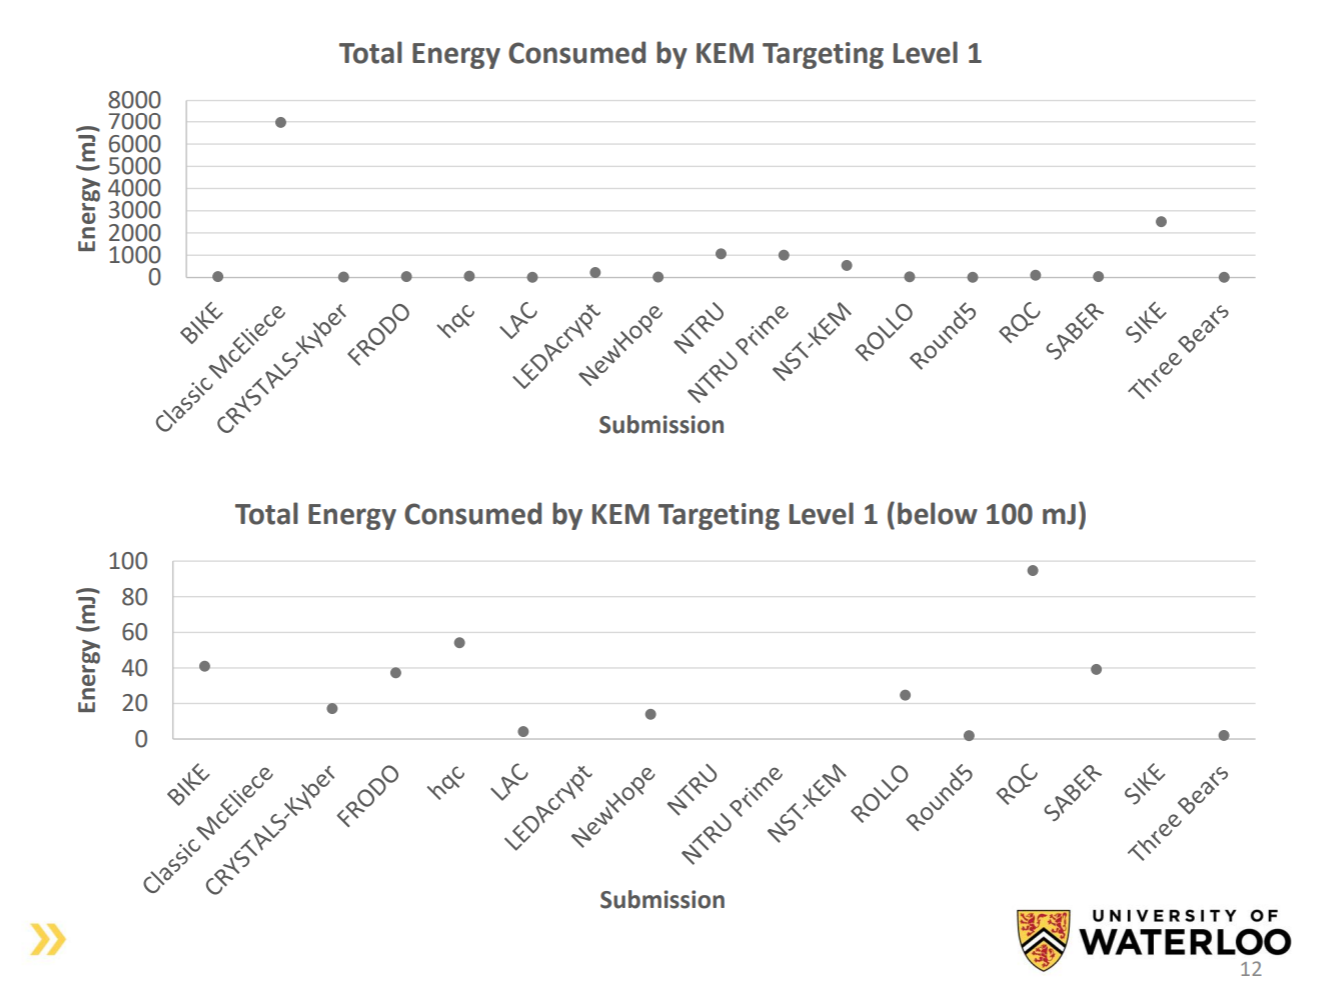 Total Energy Consumed by KEM Targeting Level 1
8000
7000
6000
5000
4000
3000
2000
1000
0
Energy (mJ)
BIKE
Classic McEliece
CRYSTALS-Kyber
FRODO
hqc
LAC
LEDAcrypt
NewHope
NTRU
NTRU Prime
NST-KEM
ROLLO
Round5
RQC
SABER
SIKE
Three Bears
Submission
Total Energy Consumed by KEM Targeting Level 1 (below 100 mJ)
100
80
60
40
20
0
Energy (mJ)
BIKE
Classic McEliece
CRYSTALS-Kyber
FRODO
hqc
LAC
LEDAcrypt
NewHope
NTRU
NTRU Prime
NST-KEM
ROLLO
Round5
RQC
SABER
SIKE
Three Bears
Submission
UNIVERSITY OF
WATERLOO
12